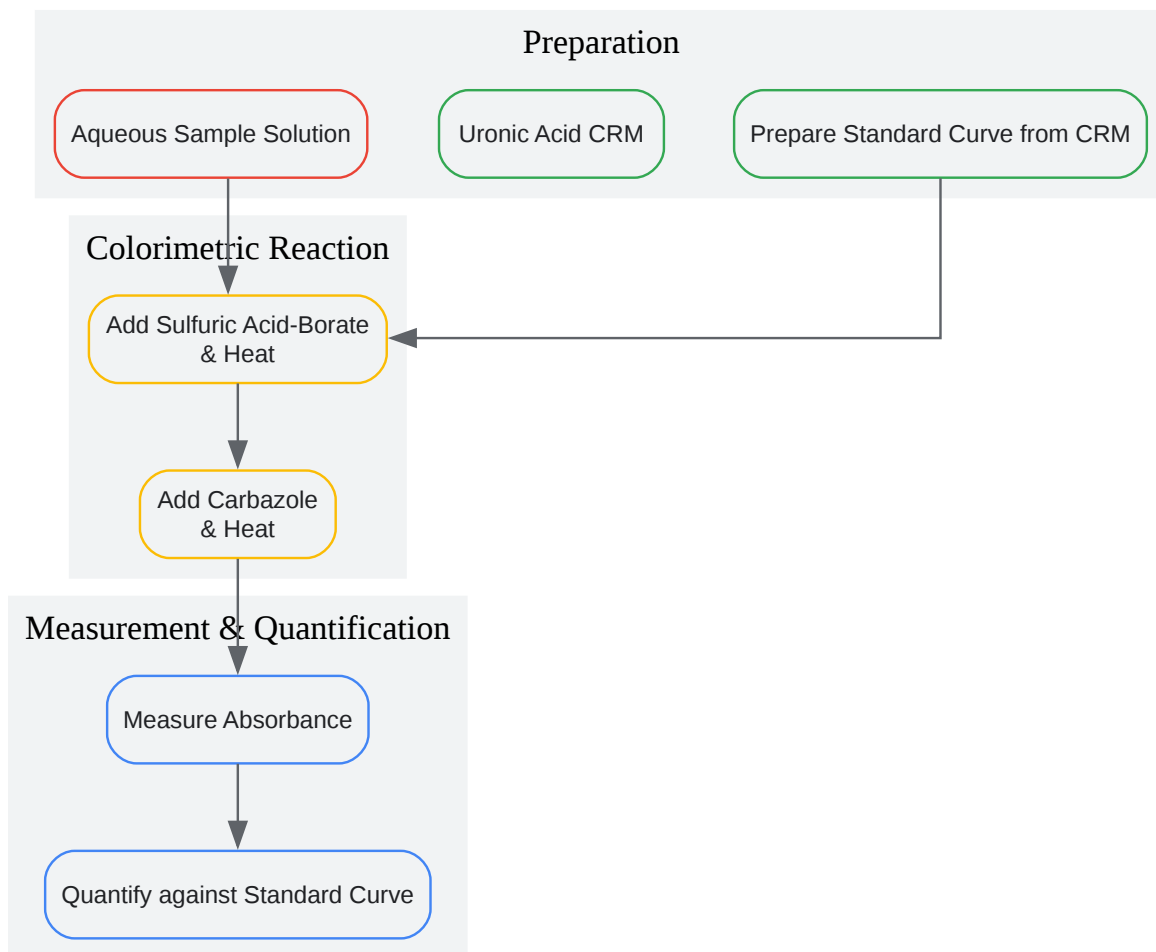 Preparation
Aqueous Sample Solution
Uronic Acid CRM
Prepare Standard Curve from CRM
Colorimetric Reaction
Add Sulfuric Acid-Borate
& Heat
Add Carbazole
& Heat
Measurement & Quantification
Measure Absorbance
Quantify against Standard Curve